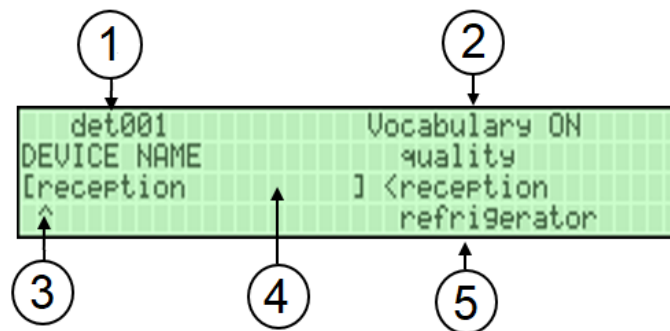 1 2
det001 Vocabulary ON
DEVICE NAME quality
[reception ] <reception
^ refrigerator
3 4 5